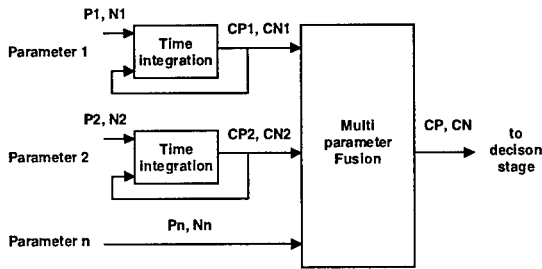 P1, N1
CP1, CN1
Parameter 1
Time
integration
P2, N2
CP2, CN2
Multi
parameter
Fusion
CP, CN
to
decison
stage
Parameter 2
Time
integration
Pn, Nn
Parameter n